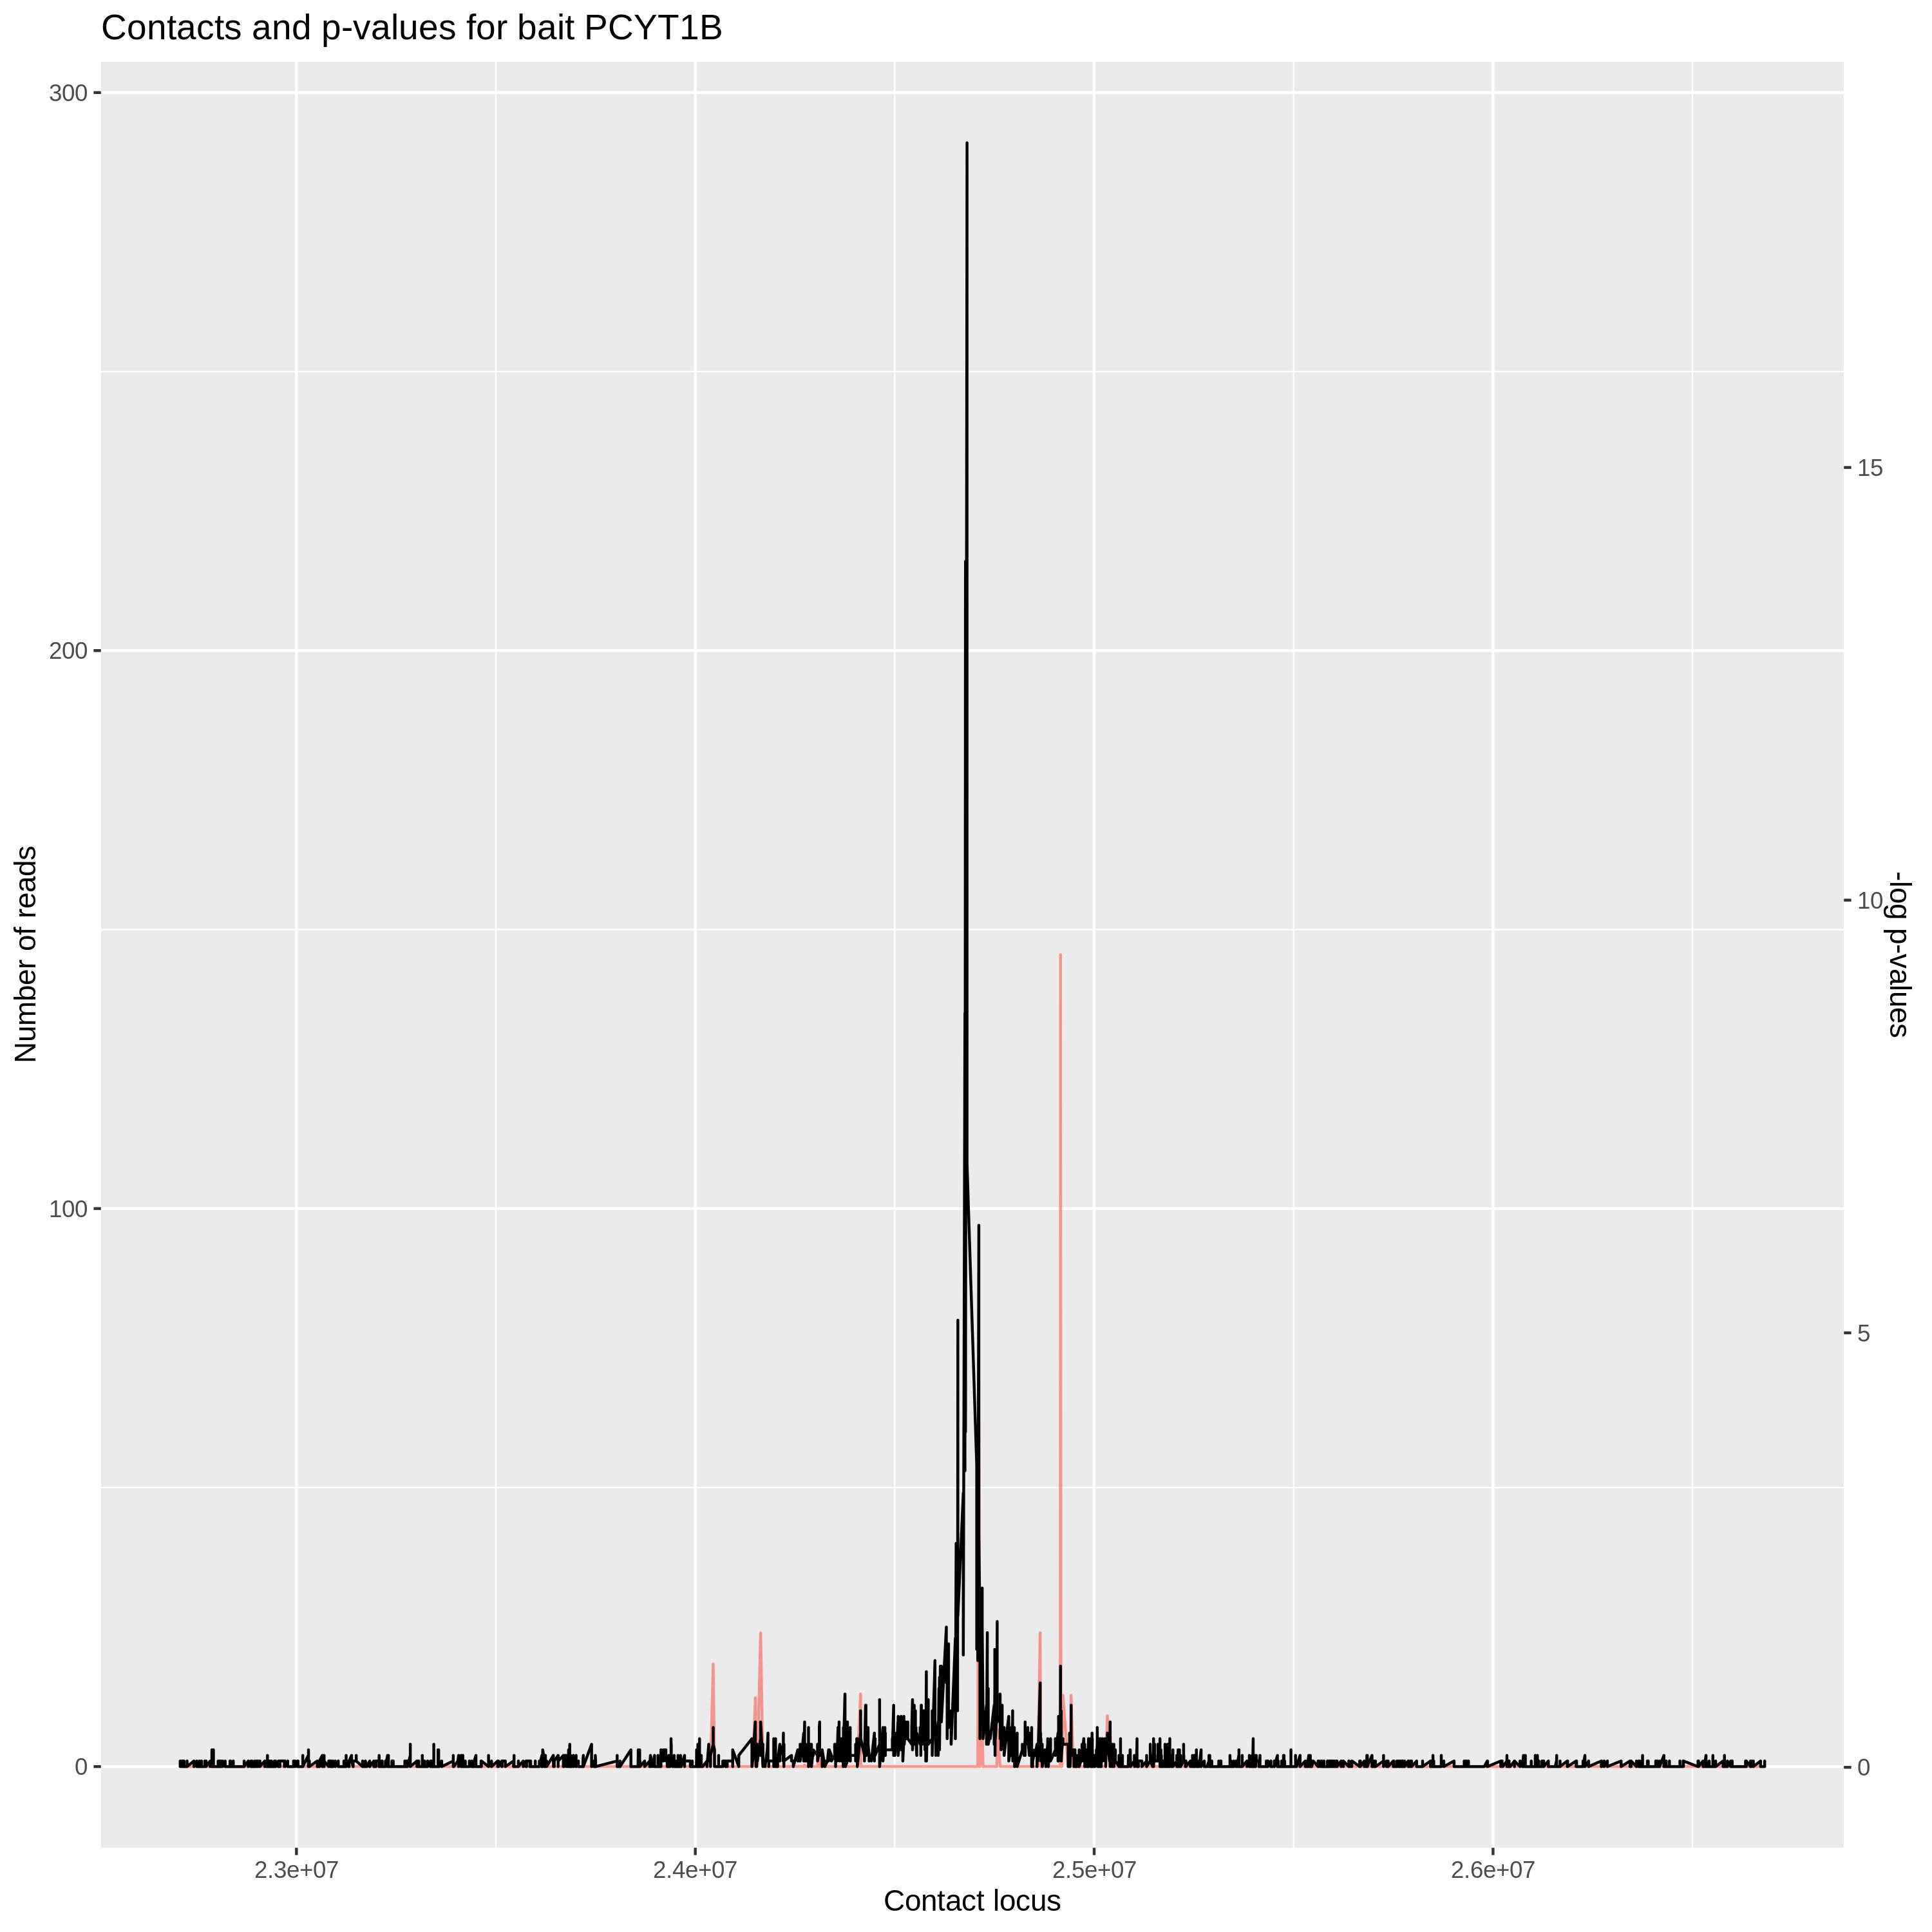 Contacts and p-values for bait PCYT1B
300
200
100
0
Number of reads
15
10
5
0
-log p-values
2.3e+07
2.4e+07
2.5e+07
2.6e+07
Contact locus